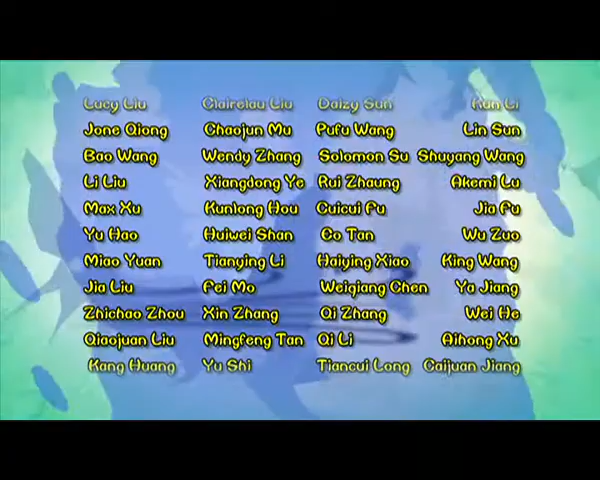 Lucy Liu Clairelau Liu Daizy Sun Kun Li
Jone Qiong Chaojun Mu Pufu Wang Lin Sun
Bao Wang Wendy Zhang Solomon Su Shuyang Wang
Li Liu Xiangdong Ye Rui Zhaung Akemi Lu
Max Xu Kunlong Hou Cuicui Fu Jia Fu
Yu Hao Huiwei Shan Co Tan Wu Zuo
Miao Yuan Tianying Li Haiying Xiao King Wang
Jia Liu Fei Mo Weiqiang Chen Ya Jiang
Zhichao Zhou Xin Zhang Qi Zhang Wei He
Qiaojuan Liu Mingfeng Tan Qi Li Aihong Xu
Kang Huang Yu Shi Tiancui Long Caijuan Jiang